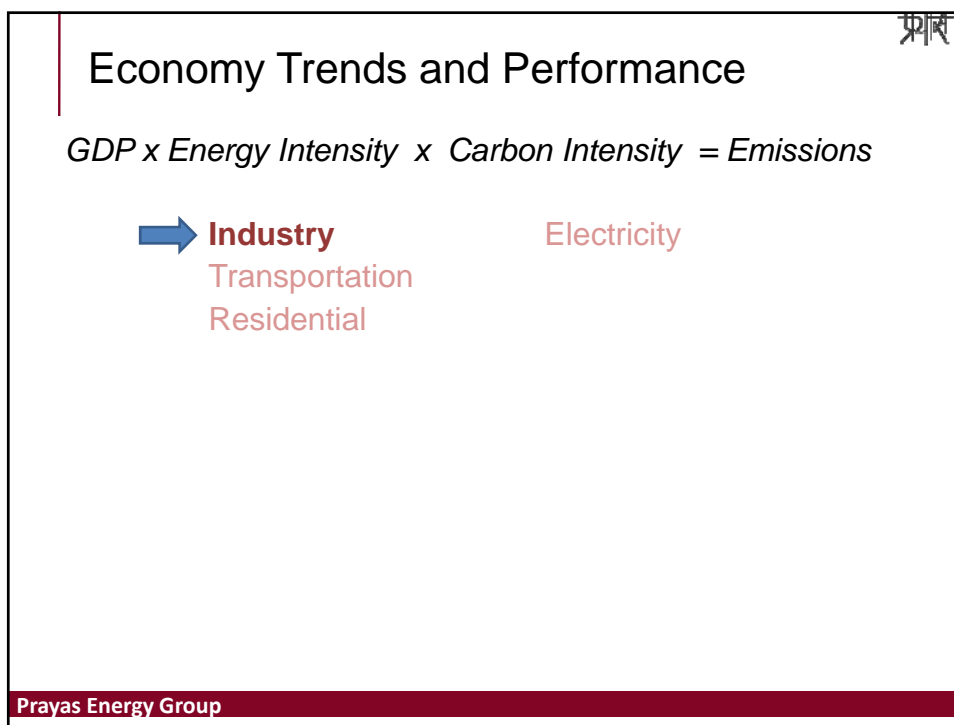 Economy Trends and Performance
GDP x Energy Intensity x Carbon Intensity = Emissions
Industry Electricity
Transportation
Residential
Prayas Energy Group